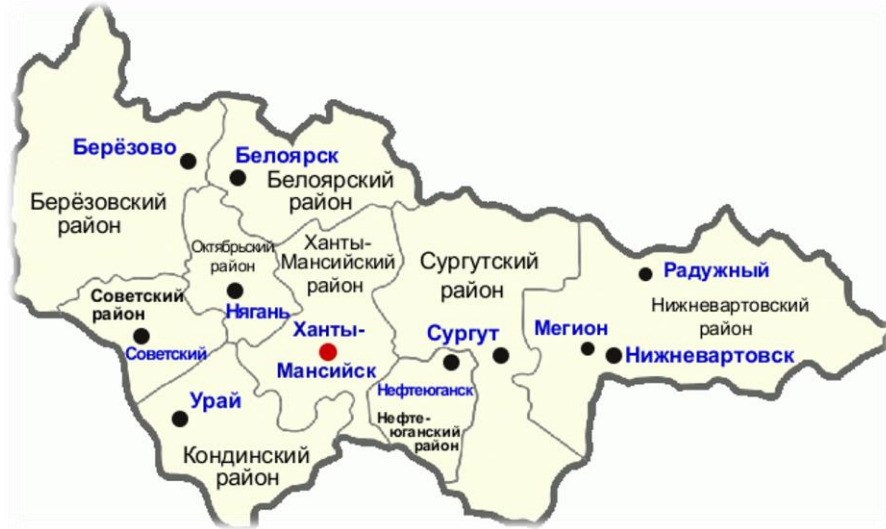 Берёзово
Белоярск
Белоярский
район
Берёзовский
район
Октябрьский
район
Ханты-
Мансийский
район
Сургутский
район
Радужный
Нижневартовский
район
Советский
район
Нягань
Советский
Ханты-
Мансийск
Сургут
Мегион
Нижневартовск
Нефтеюганск
Урай
Нефте-
юганский
район
Кондинский
район